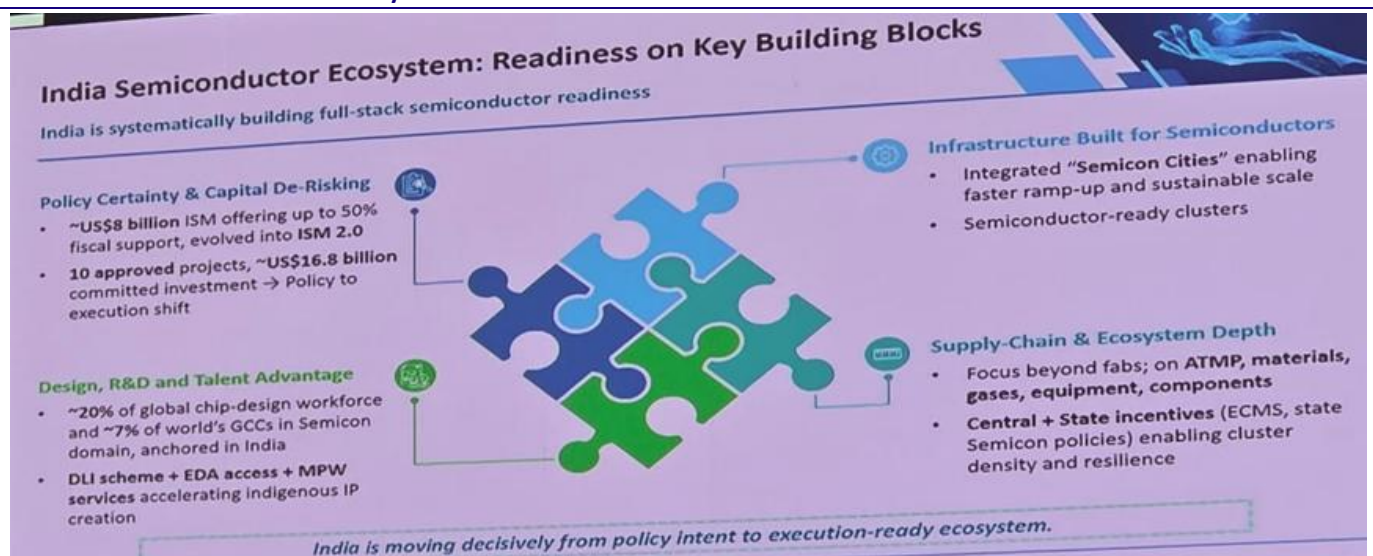 India Semiconductor Ecosystem: Readiness on Key Building Blocks
India is systematically building full-stack semiconductor readiness
Policy Certainty & Capital De-Risking
• ~US$8 billion ISM offering up to 50%
fiscal support, evolved into ISM 2.0
• 10 approved projects, ~US$16.8 billion
committed investment → Policy to
execution shift
Design, R&D and Talent Advantage
• ~20% of global chip-design workforce
and ~7% of world's GCCs in Semicon
domain, anchored in India
• DLI scheme + EDA access + MPW
services accelerating indigenous IP
creation
Infrastructure Built for Semiconductors
• Integrated “Semicon Cities” enabling
faster ramp-up and sustainable scale
• Semiconductor-ready clusters
Supply-Chain & Ecosystem Depth
• Focus beyond fabs; on ATMP, materials,
gases, equipment, components
• Central + State incentives (ECMS, state
Semicon policies) enabling cluster
density and resilience
India is moving decisively from policy intent to execution-ready ecosystem.